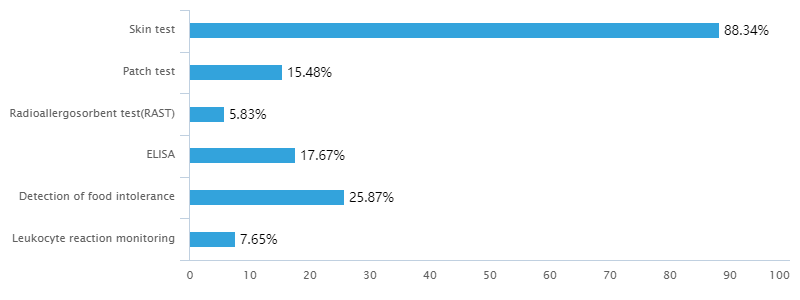 Skin test 88.34%
Patch test 15.48%
Radioallergosorbent test(RAST) 5.83%
ELISA 17.67%
Detection of food intolerance 25.87%
Leukocyte reaction monitoring 7.65%
0 10 20 30 40 50 60 70 80 90 100